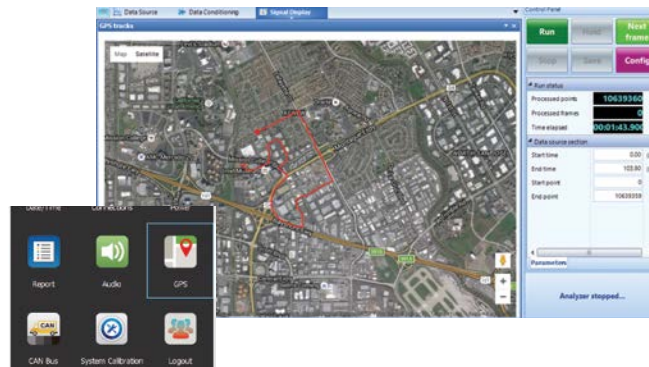 Data Source
Data Conditioning
Signal Display
Control Panel
GPS tracks
Run
Hold
Next
frame
Map
Satellite
Stop
Save
Config
Run status
Processed points
10639360
Processed frames
0
Time elapsed
00:01:43.900
Data source section
Start time
0.00
End time
103.90
Start point
0
End point
10639359
Parameters
Analyzer stopped...
Date/Time
Connections
Report
Audio
GPS
CAN
CAN Bus
System Calibration
Logout